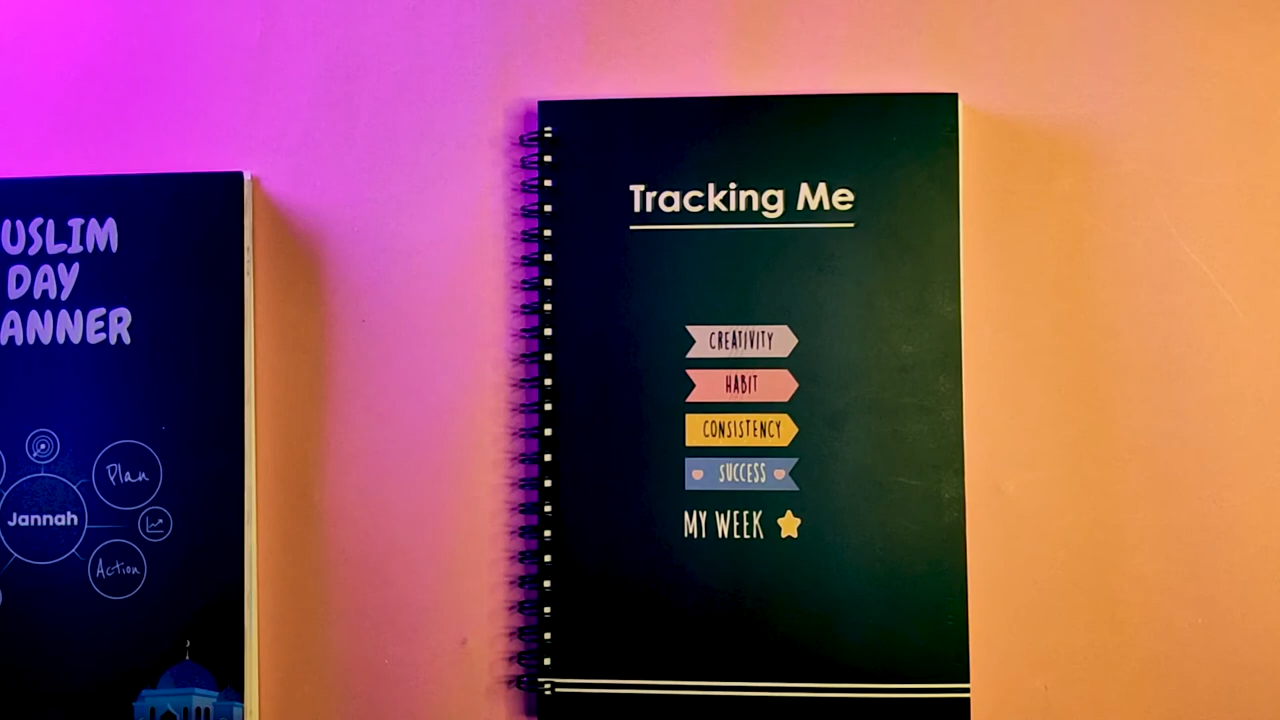 USLIM
DAY
ANNER
Plan
Jannah
Action
Tracking Me
CREATIVITY
HABIT
CONSISTENCY
SUCCESS
MY WEEK